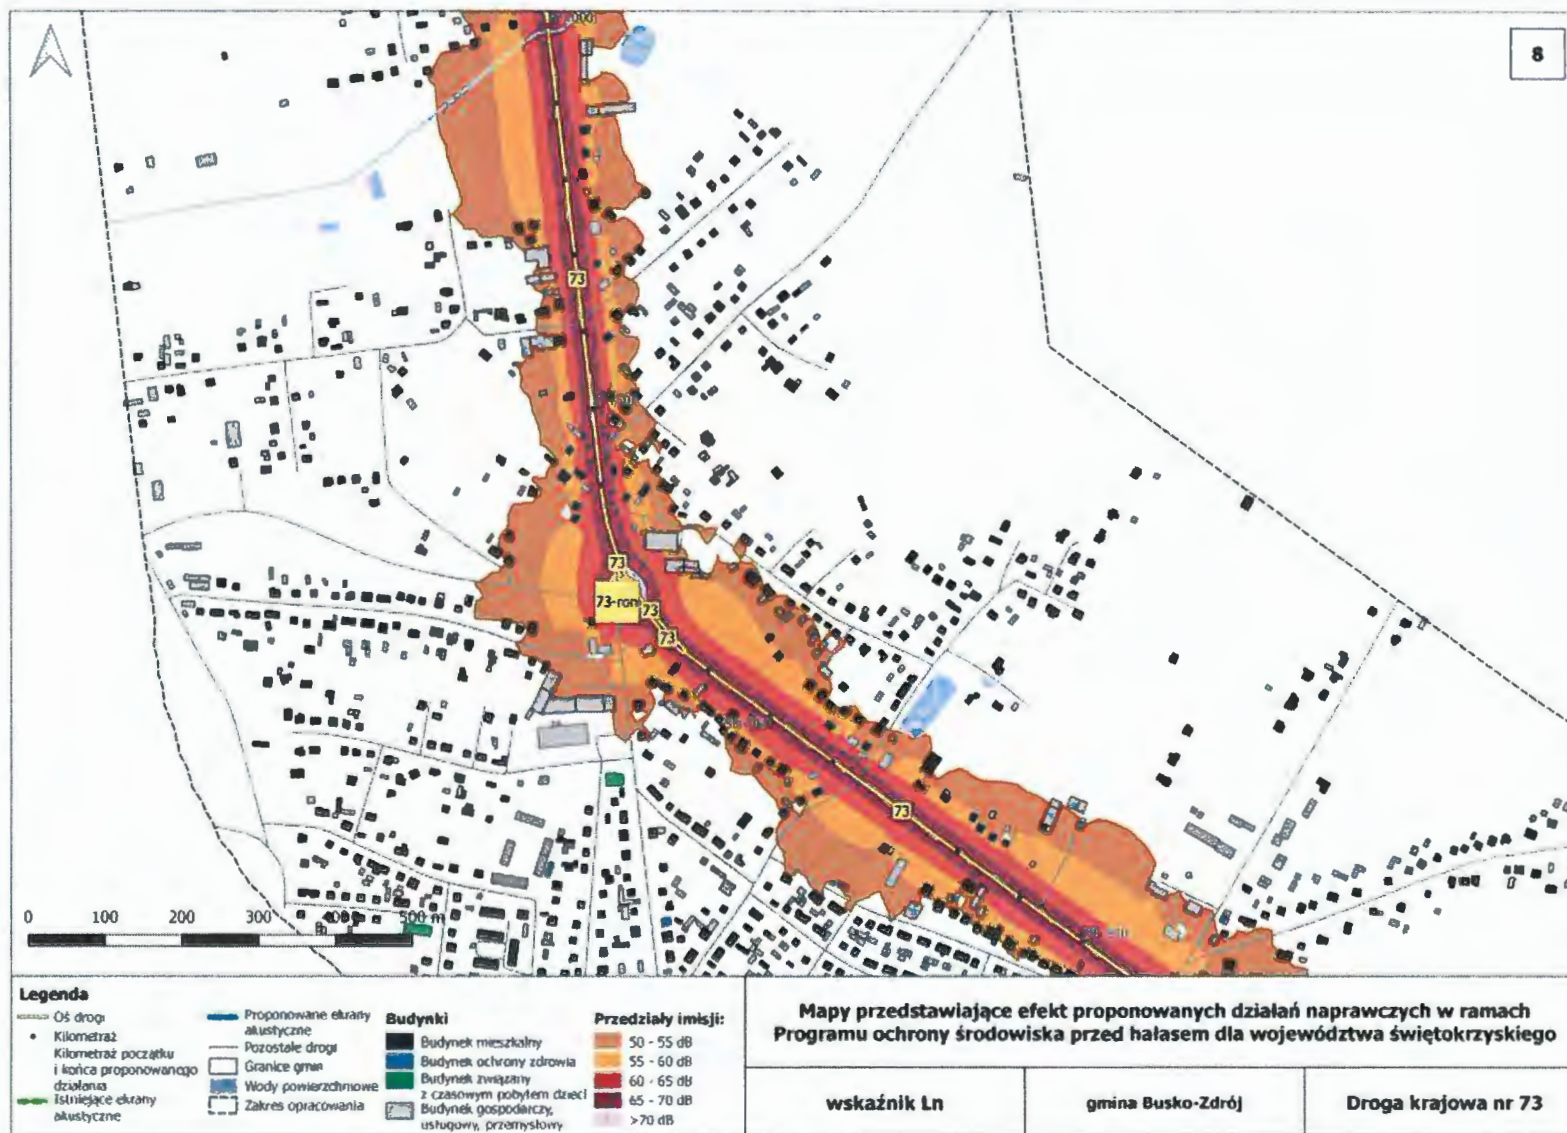 8
73
73
73-ron
73
73
73
0 100 200 300 400 500 m
Legenda
Oś drogi
Kilometraż
Kilometraż początku
i końca proponowanego
działania
Istniejące ekrany
akustyczne
Proponowane ekrany
akustyczne
Pozostałe drogi
Granice gmin
Wody powierzchniowe
Zakres opracowania
Budynki
Budynek mieszkalny
Budynek ochrony zdrowia
Budynek związany
z czasowym pobytem dzieci
Budynek gospodarczy,
usługowy, przemysłowy
Przedziały imisji:
50 - 55 dB
55 - 60 dB
60 - 65 dB
65 - 70 dB
>70 dB
Mapy przedstawiające efekt proponowanych działań naprawczych w ramach
Programu ochrony środowiska przed hałasem dla województwa świętokrzyskiego
wskaźnik Ln
gmina Busko-Zdrój
Droga krajowa nr 73